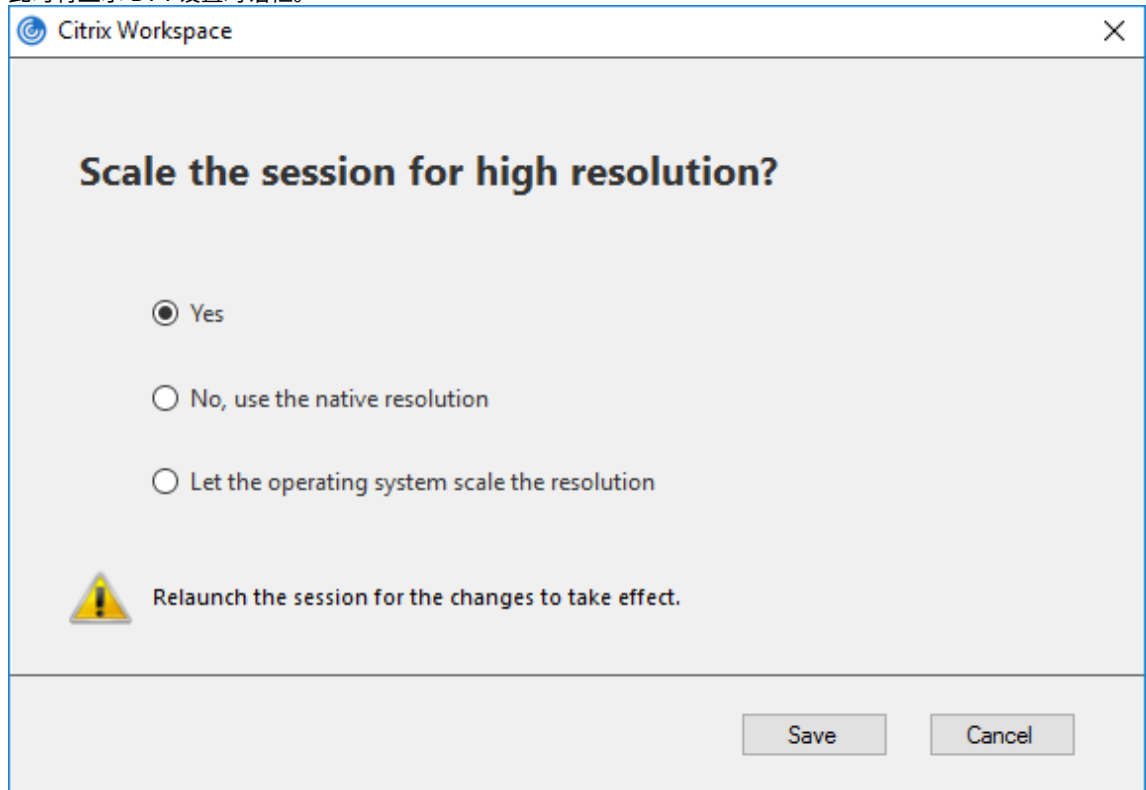 Citrix Workspace
Scale the session for high resolution?
Yes
No, use the native resolution
Let the operating system scale the resolution
Relaunch the session for the changes to take effect.
Save
Cancel